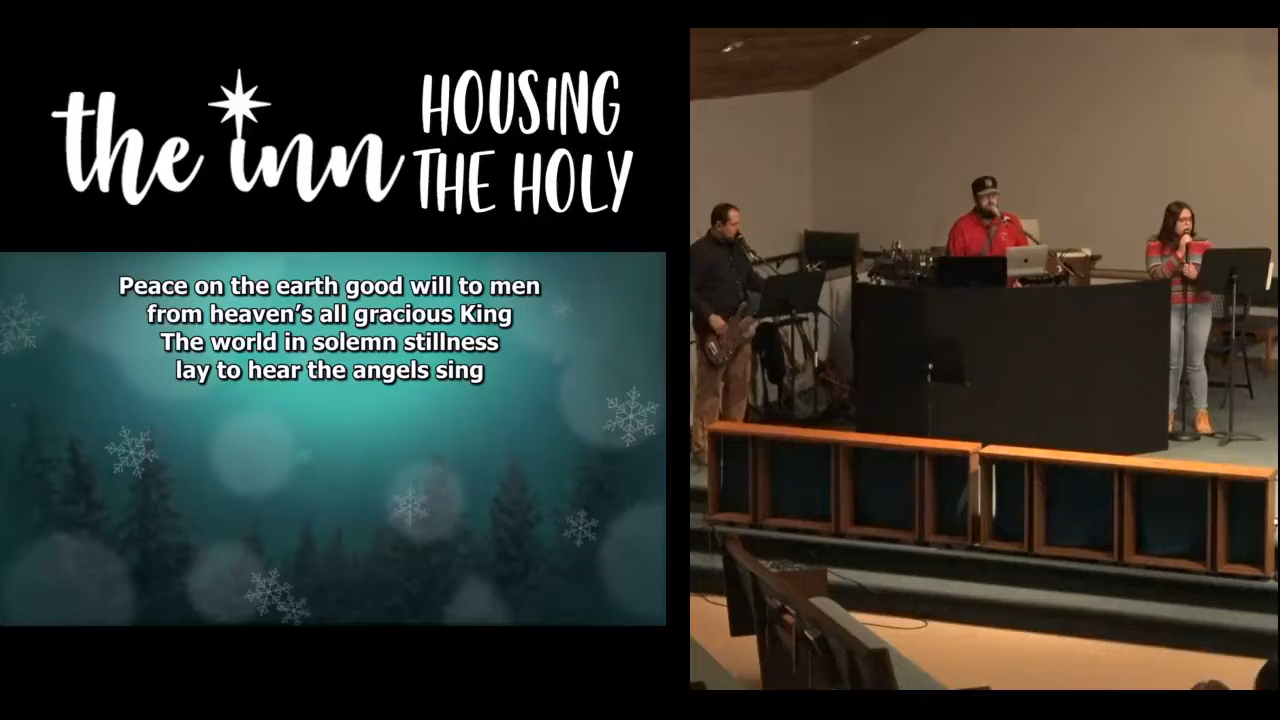 the inn
HOUSING
THE HOLY
Peace on the earth good will to men
from heaven's all gracious King
The world in solemn stillness
lay to hear the angels sing